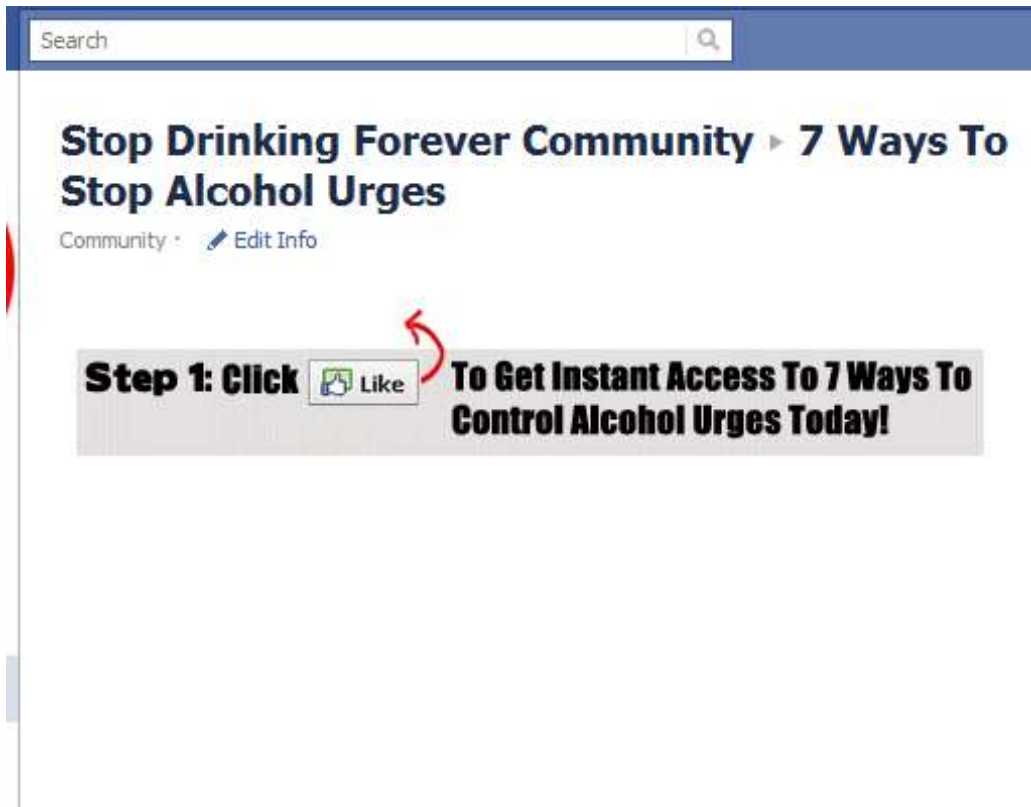 Search
Stop Drinking Forever Community ▸ 7 Ways To
Stop Alcohol Urges
Community · Edit Info
Step 1: Click Like To Get Instant Access To 7 Ways To
Control Alcohol Urges Today!